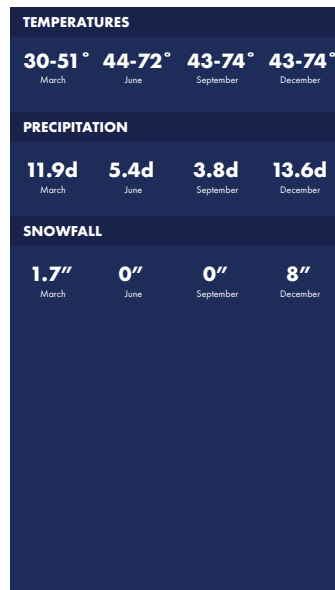 TEMPERATURES
30-51° 44-72° 43-74° 43-74°
March June September December
PRECIPITATION
11.9d 5.4d 3.8d 13.6d
March June September December
SNOWFALL
1.7” 0” 0” 8”
March June September December